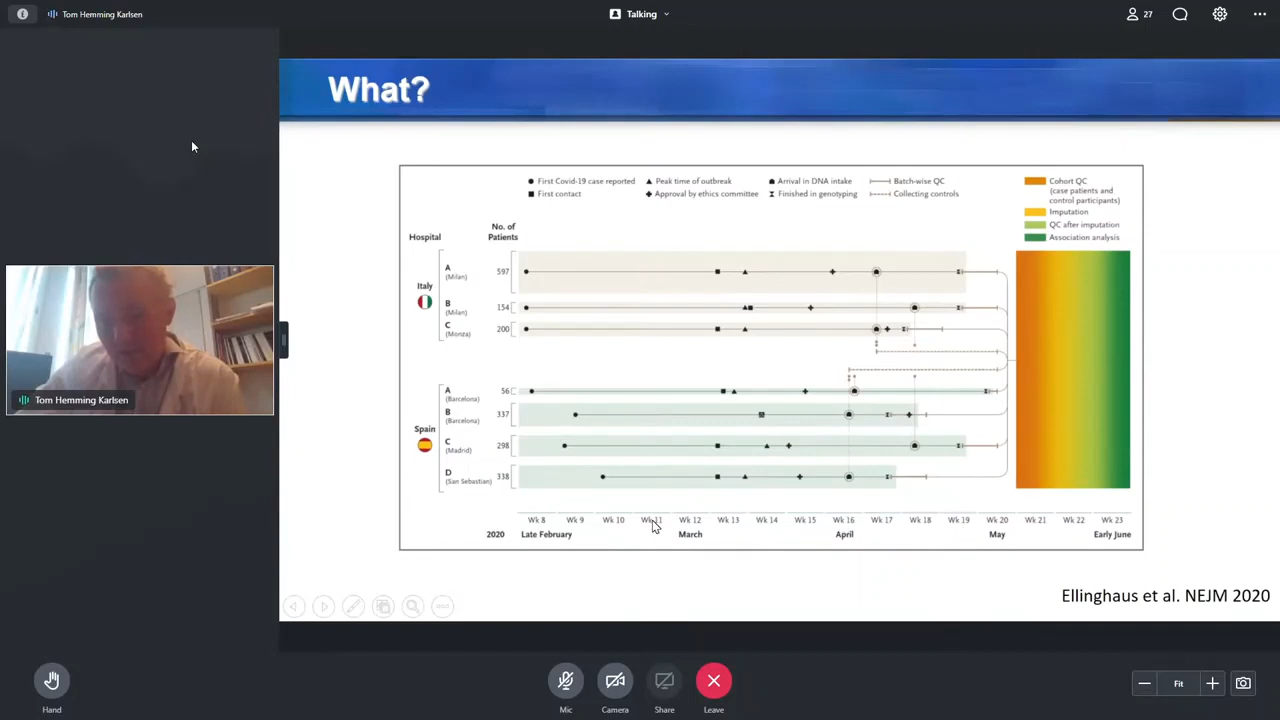 Tom Hemming Karlsen
Talking
27
What?
First Covid-19 case reported
Peak time of outbreak
Arrival in DNA intake
Batch-wise QC
First contact
Approval by ethics committee
Finished in genotyping
Collecting controls
Cohort QC
(case patients and
control participants)
Imputation
QC after imputation
Association analysis
Hospital
No. of
Patients
Italy
A
(Milan)
597
B
(Milan)
154
C
(Monza)
200
Spain
A
(Barcelona)
56
B
(Barcelona)
337
C
(Madrid)
298
D
(San Sebastian)
338
Wk 8 Wk 9 Wk 10 Wk 11 Wk 12 Wk 13 Wk 14 Wk 15 Wk 16 Wk 17 Wk 18 Wk 19 Wk 20 Wk 21 Wk 22 Wk 23
2020 Late February March April May Early June
Ellinghaus et al. NEJM 2020
Tom Hemming Karlsen
Hand
Mic
Camera
Share
Leave
Fit